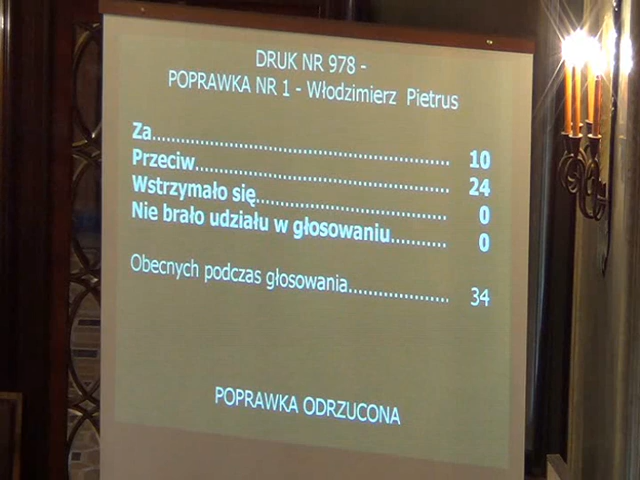 DRUK NR 978 -
POPRAWKA NR 1 - Włodzimierz Pietrus
Za.................................................. 10
Przeciw........................................... 24
Wstrzymało się................................ 0
Nie brało udziału w głosowaniu.......... 0
Obecnych podczas głosowania.................. 34
POPRAWKA ODRZUCONA